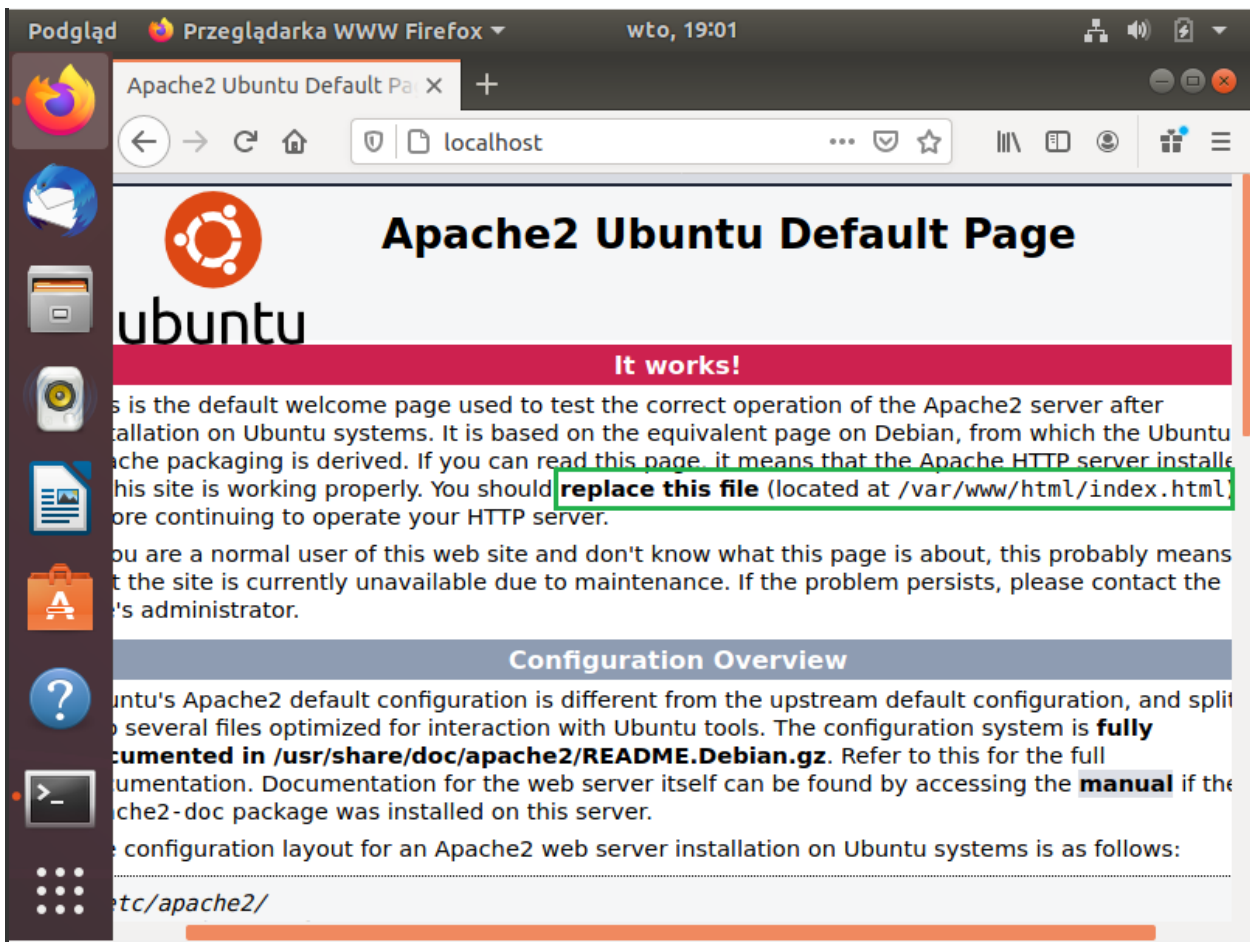 Podgląd Przeglądarka WWW Firefox wto, 19:01
Apache2 Ubuntu Default Pa
localhost
Apache2 Ubuntu Default Page
ubuntu
It works!
s is the default welcome page used to test the correct operation of the Apache2 server after
tallation on Ubuntu systems. It is based on the equivalent page on Debian, from which the Ubuntu
ache packaging is derived. If you can read this page, it means that the Apache HTTP server installe
his site is working properly. You should replace this file (located at /var/www/html/index.html)
ore continuing to operate your HTTP server.
ou are a normal user of this web site and don't know what this page is about, this probably means
t the site is currently unavailable due to maintenance. If the problem persists, please contact the
's administrator.
Configuration Overview
untu's Apache2 default configuration is different from the upstream default configuration, and split
o several files optimized for interaction with Ubuntu tools. The configuration system is fully
cumented in /usr/share/doc/apache2/README.Debian.gz. Refer to this for the full
cumentation. Documentation for the web server itself can be found by accessing the manual if the
ache2-doc package was installed on this server.
e configuration layout for an Apache2 web server installation on Ubuntu systems is as follows:
etc/apache2/